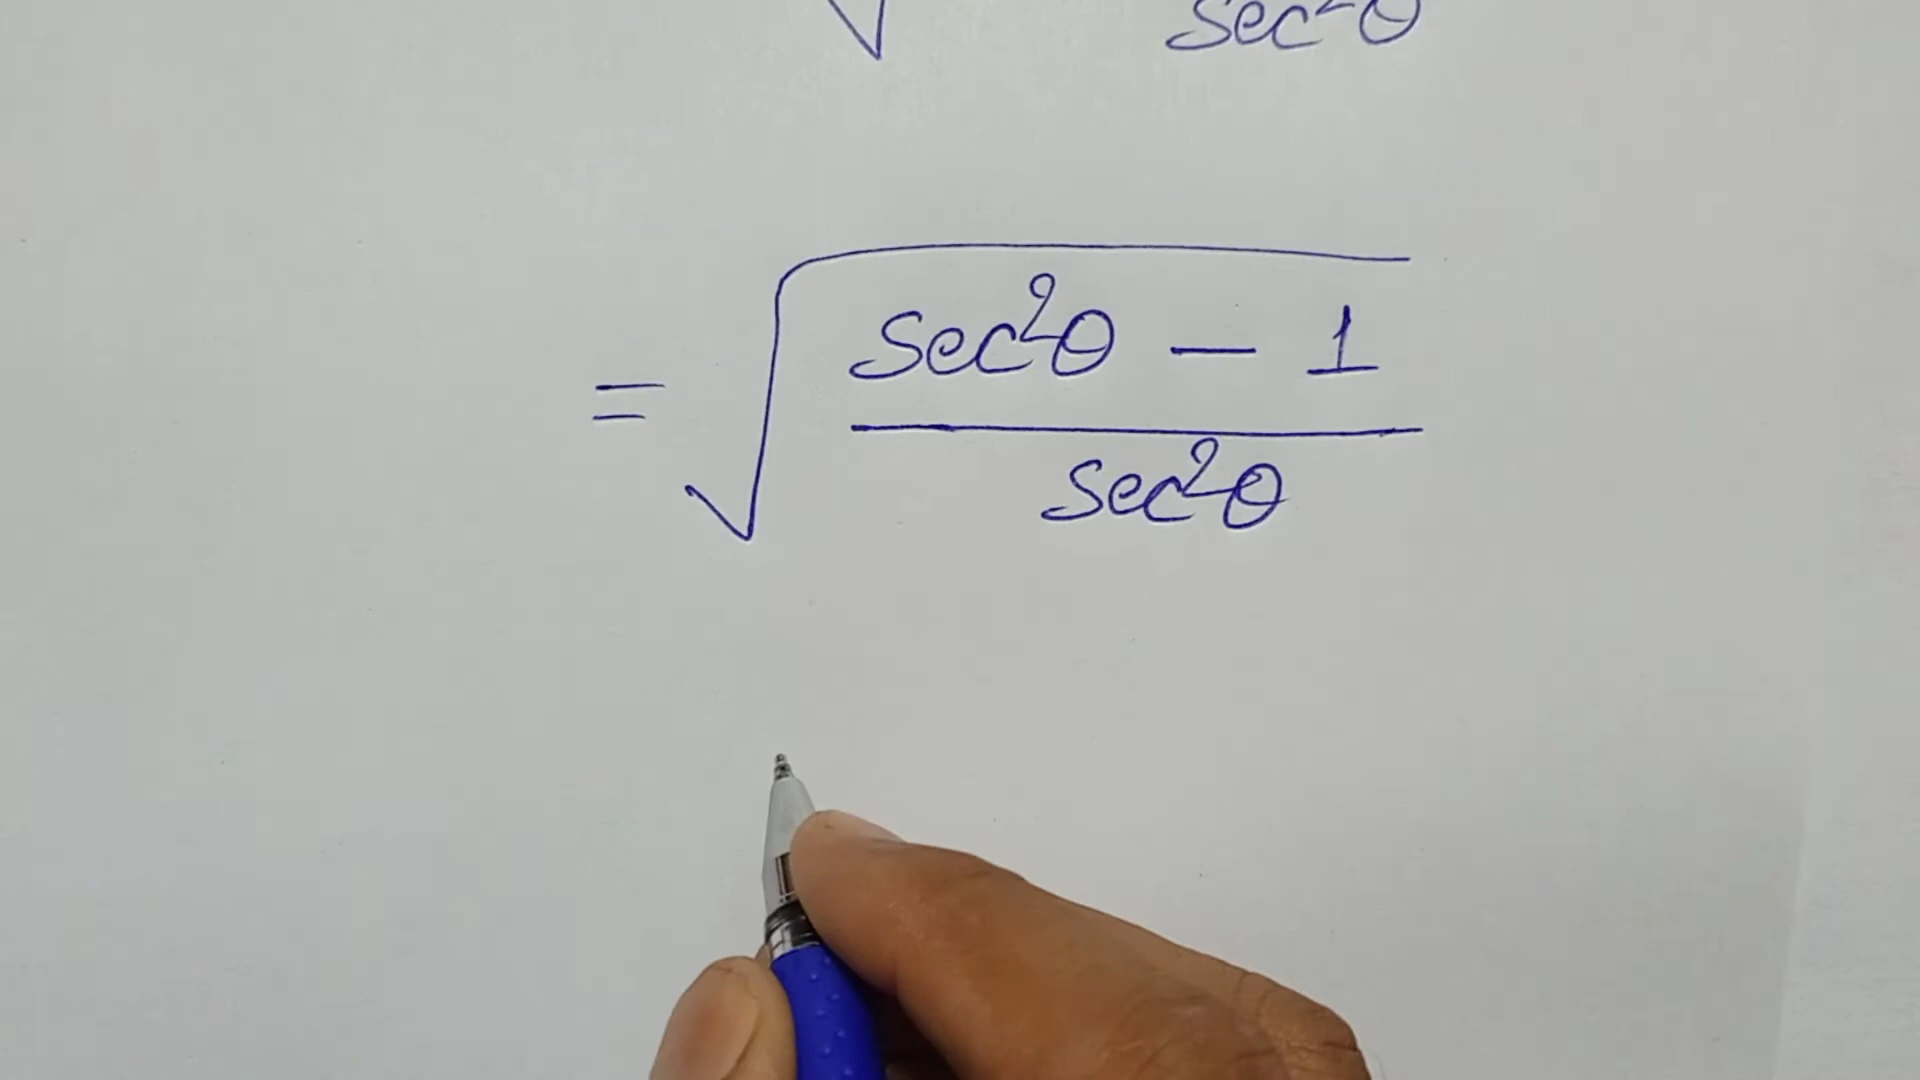 √ sec²θ
= √((sec²θ – 1) / sec²θ)